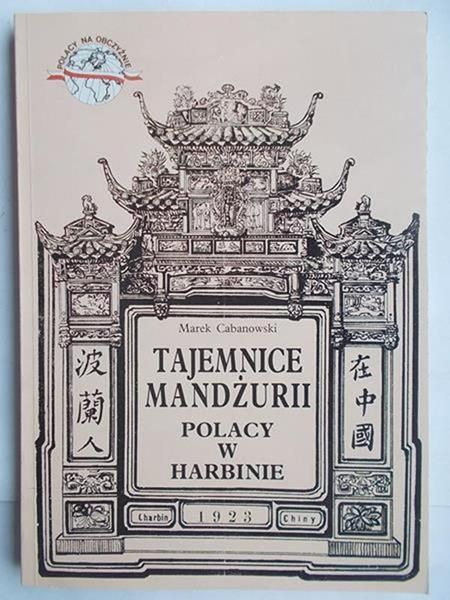 POLACY NA OBCZYŹNIE
Marek Cabanowski
TAJEMNICE
MANDŻURII
POLACY
W
HARBINIE
波蘭人
在中國
Charbin 1923 Chiny